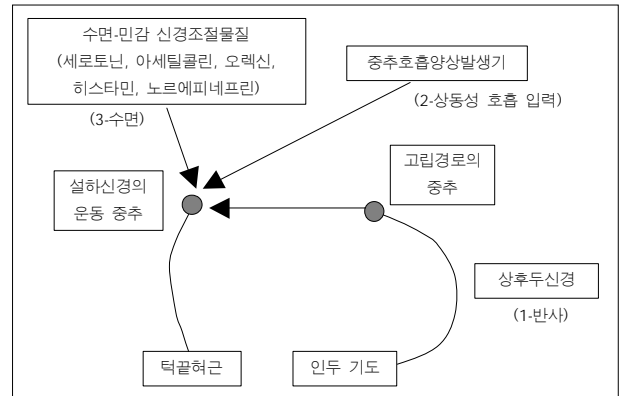 수면-민감 신경조절물질
(세로토닌, 아세틸콜린, 오렉신,
히스타민, 노르에피네프린)
(3-수면)
중추호흡양상발생기
(2-상동성 호흡 입력)
설하신경의
운동 중추
고립경로의
중추
상후두신경
(1-반사)
턱끝혀근
인두 기도